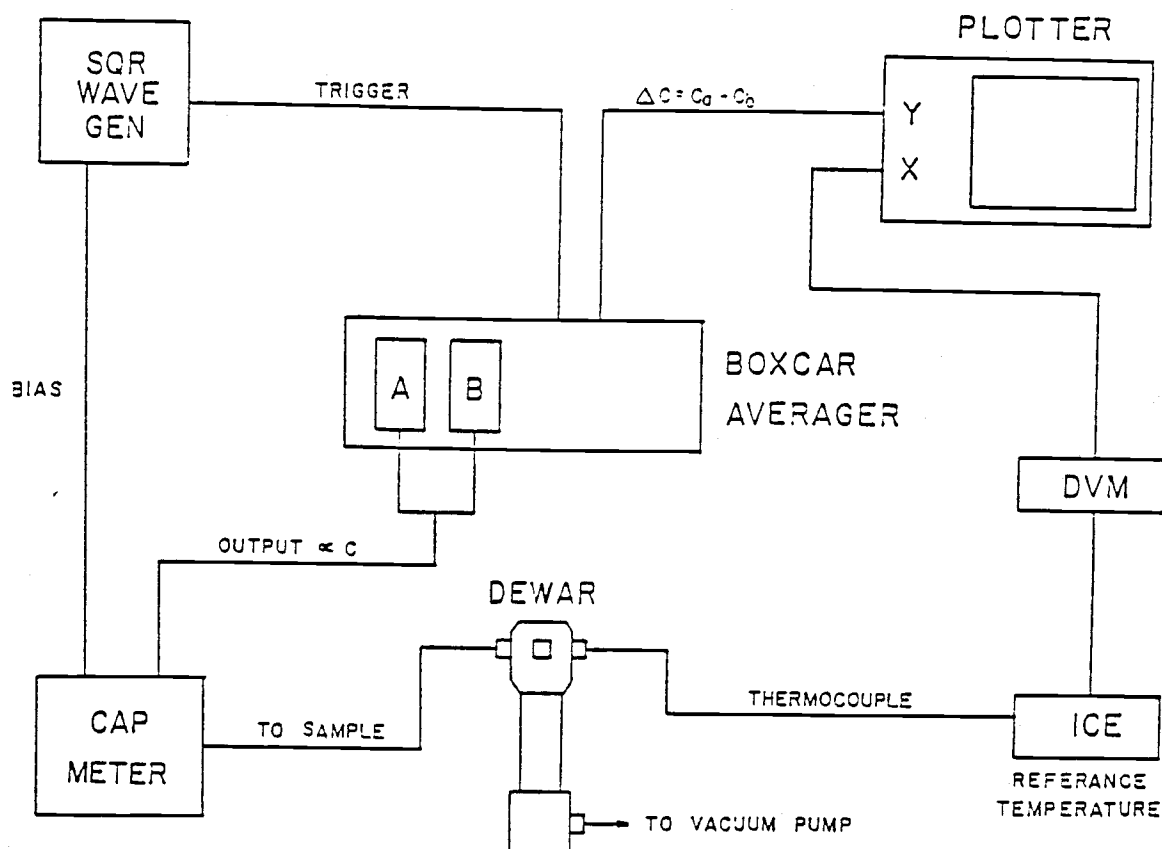 PLOTTER
SQR
WAVE
GEN
TRIGGER
ΔC = Ca - Cb
Y
X
BIAS
A
B
BOXCAR
AVERAGER
DVM
OUTPUT ∝ C
DEWAR
CAP
METER
TO SAMPLE
THERMOCOUPLE
ICE
REFERANCE
TEMPERATURE
TO VACUUM PUMP